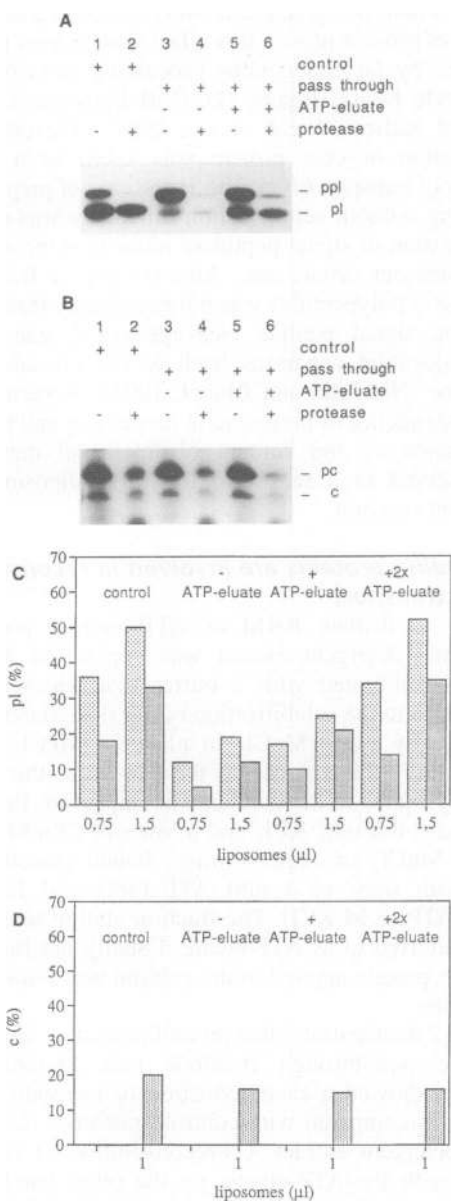 A
1 2 3 4 5 6
+ + control
+ + + + pass through
+ + ATP-eluate
- + - + - + protease
ppl
pl
B
1 2 3 4 5 6
+ + control
+ + + + pass through
+ + ATP-eluate
- + - + - + protease
pc
c
C
70
60
50
40
30
20
10
0
pl (%)
control
- ATP-eluate
+ ATP-eluate
+2x ATP-eluate
0,75 1,5 0,75 1,5 0,75 1,5 0,75 1,5
liposomes (µl)
D
70
60
50
40
30
20
10
0
c (%)
control
- ATP-eluate
+ ATP-eluate
+2x ATP-eluate
1 1 1 1
liposomes (µl)